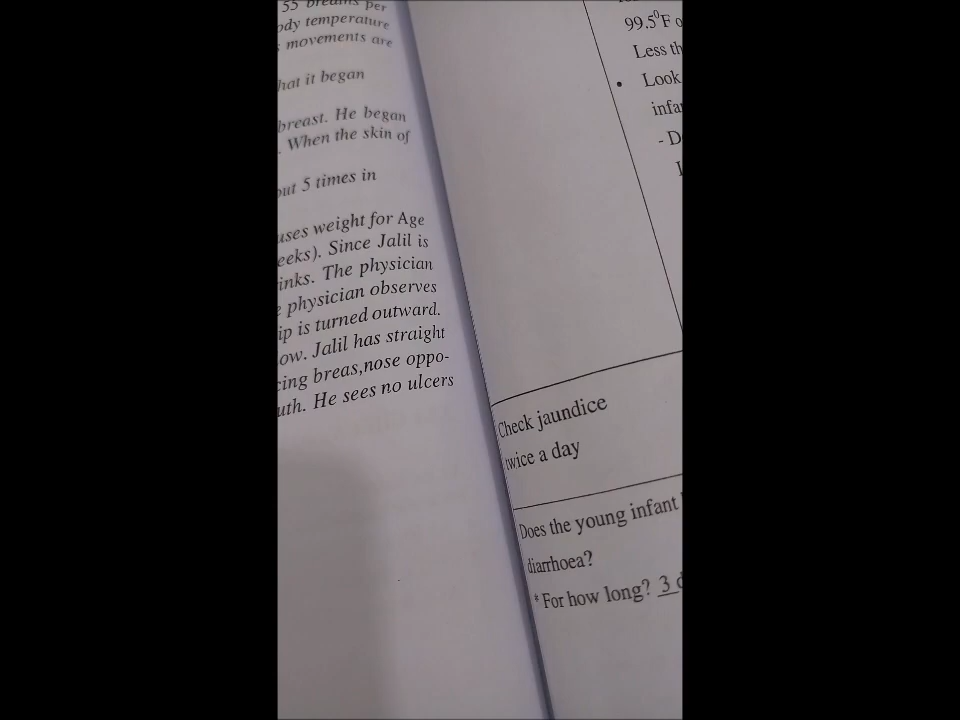 55 breaths per
ody temperature
movements are
hat it began
breast. He began
. When the skin of
out 5 times in
uses weight for Age
eeks). Since Jalil is
inks. The physician
e physician observes
ip is turned outward.
ow. Jalil has straight
cing breas,nose oppo-
uth. He sees no ulcers
99.5⁰F o
Less th
• Look
infa
- D
Check jaundice
twice a day
Does the young infant
diarrhoea?
* For how long? 3 d